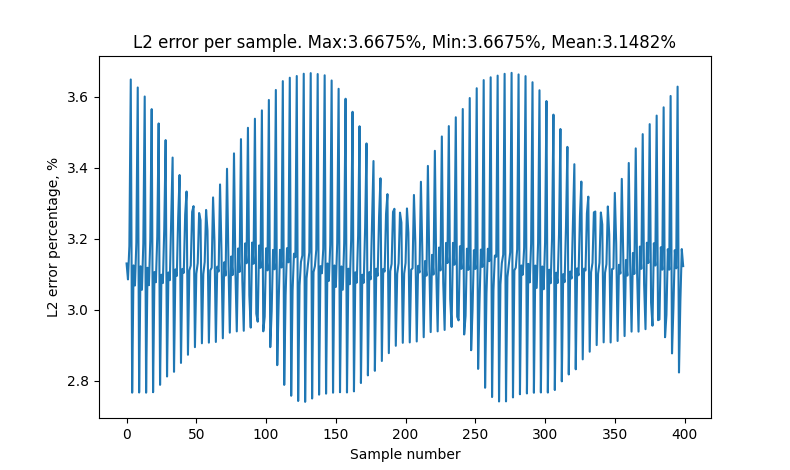 L2 error per sample. Max:3.6675%, Min:3.6675%, Mean:3.1482%
L2 error percentage, %
3.6
3.4
3.2
3.0
2.8
0 50 100 150 200 250 300 350 400
Sample number